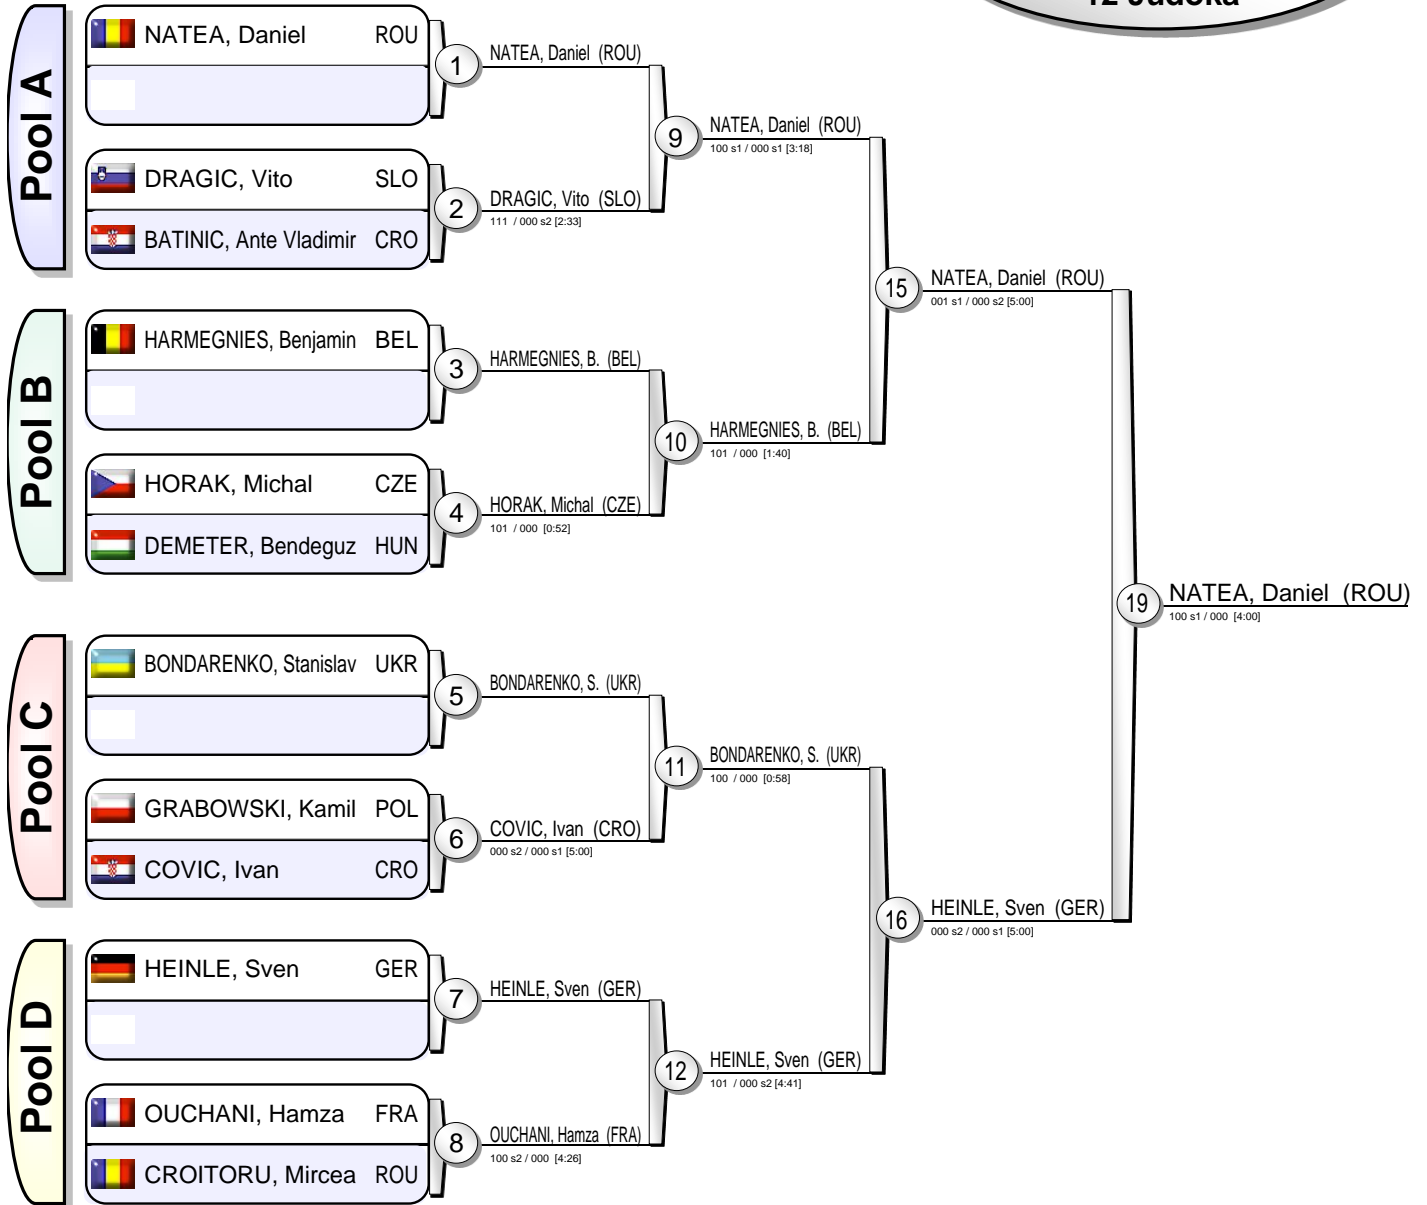 12 Judoka
Pool A
NATEA, Daniel ROU
1
NATEA, Daniel (ROU)
DRAGIC, Vito SLO
BATINIC, Ante Vladimir CRO
2
DRAGIC, Vito (SLO)
111 / 000 s2 [2:33]
9
NATEA, Daniel (ROU)
100 s1 / 000 s1 [3:18]
Pool B
HARMEGNIES, Benjamin BEL
3
HARMEGNIES, B. (BEL)
HORAK, Michal CZE
DEMETER, Bendeguz HUN
4
HORAK, Michal (CZE)
101 / 000 [0:52]
10
HARMEGNIES, B. (BEL)
101 / 000 [1:40]
15
NATEA, Daniel (ROU)
001 s1 / 000 s2 [5:00]
Pool C
BONDARENKO, Stanislav UKR
5
BONDARENKO, S. (UKR)
GRABOWSKI, Kamil POL
COVIC, Ivan CRO
6
COVIC, Ivan (CRO)
000 s2 / 000 s1 [5:00]
11
BONDARENKO, S. (UKR)
100 / 000 [0:58]
Pool D
HEINLE, Sven GER
7
HEINLE, Sven (GER)
OUCHANI, Hamza FRA
CROITORU, Mircea ROU
8
OUCHANI, Hamza (FRA)
100 s2 / 000 [4:26]
12
HEINLE, Sven (GER)
101 / 000 s2 [4:41]
16
HEINLE, Sven (GER)
000 s2 / 000 s1 [5:00]
19
NATEA, Daniel (ROU)
100 s1 / 000 [4:00]